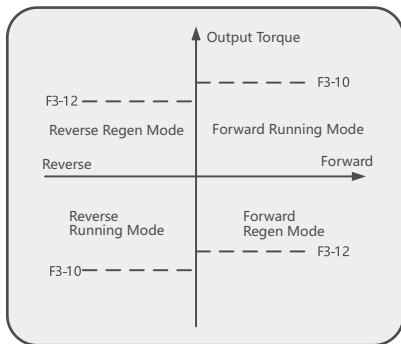 Output Torque
F3-10
F3-12
Reverse Regen Mode
Forward Running Mode
Reverse
Forward
Reverse
Running Mode
Forward
Regen Mode
F3-12
F3-10